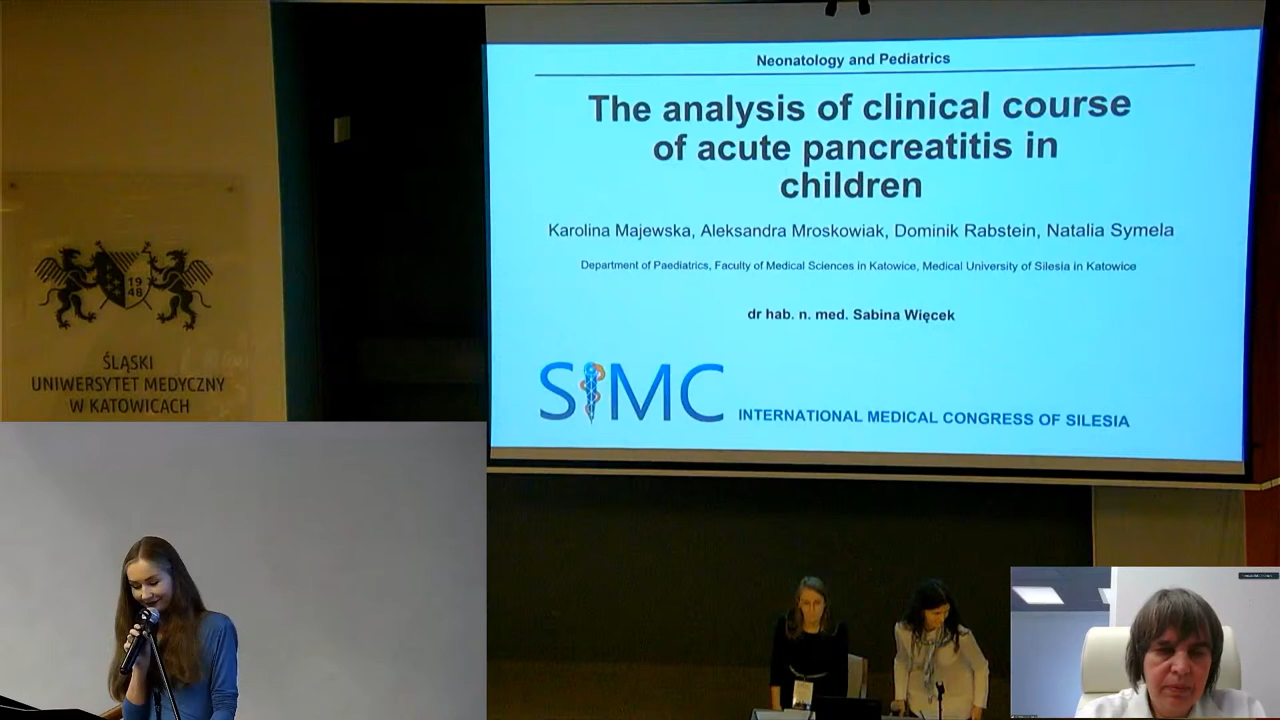 Neonatology and Pediatrics
The analysis of clinical course
of acute pancreatitis in
children
Karolina Majewska, Aleksandra Mroskowiak, Dominik Rabstein, Natalia Symela
Department of Paediatrics, Faculty of Medical Sciences in Katowice, Medical University of Silesia in Katowice
dr hab. n. med. Sabina Więcek
SIMC INTERNATIONAL MEDICAL CONGRESS OF SILESIA
19
48
ŚLĄSKI
UNIWERSYTET MEDYCZNY
W KATOWICACH